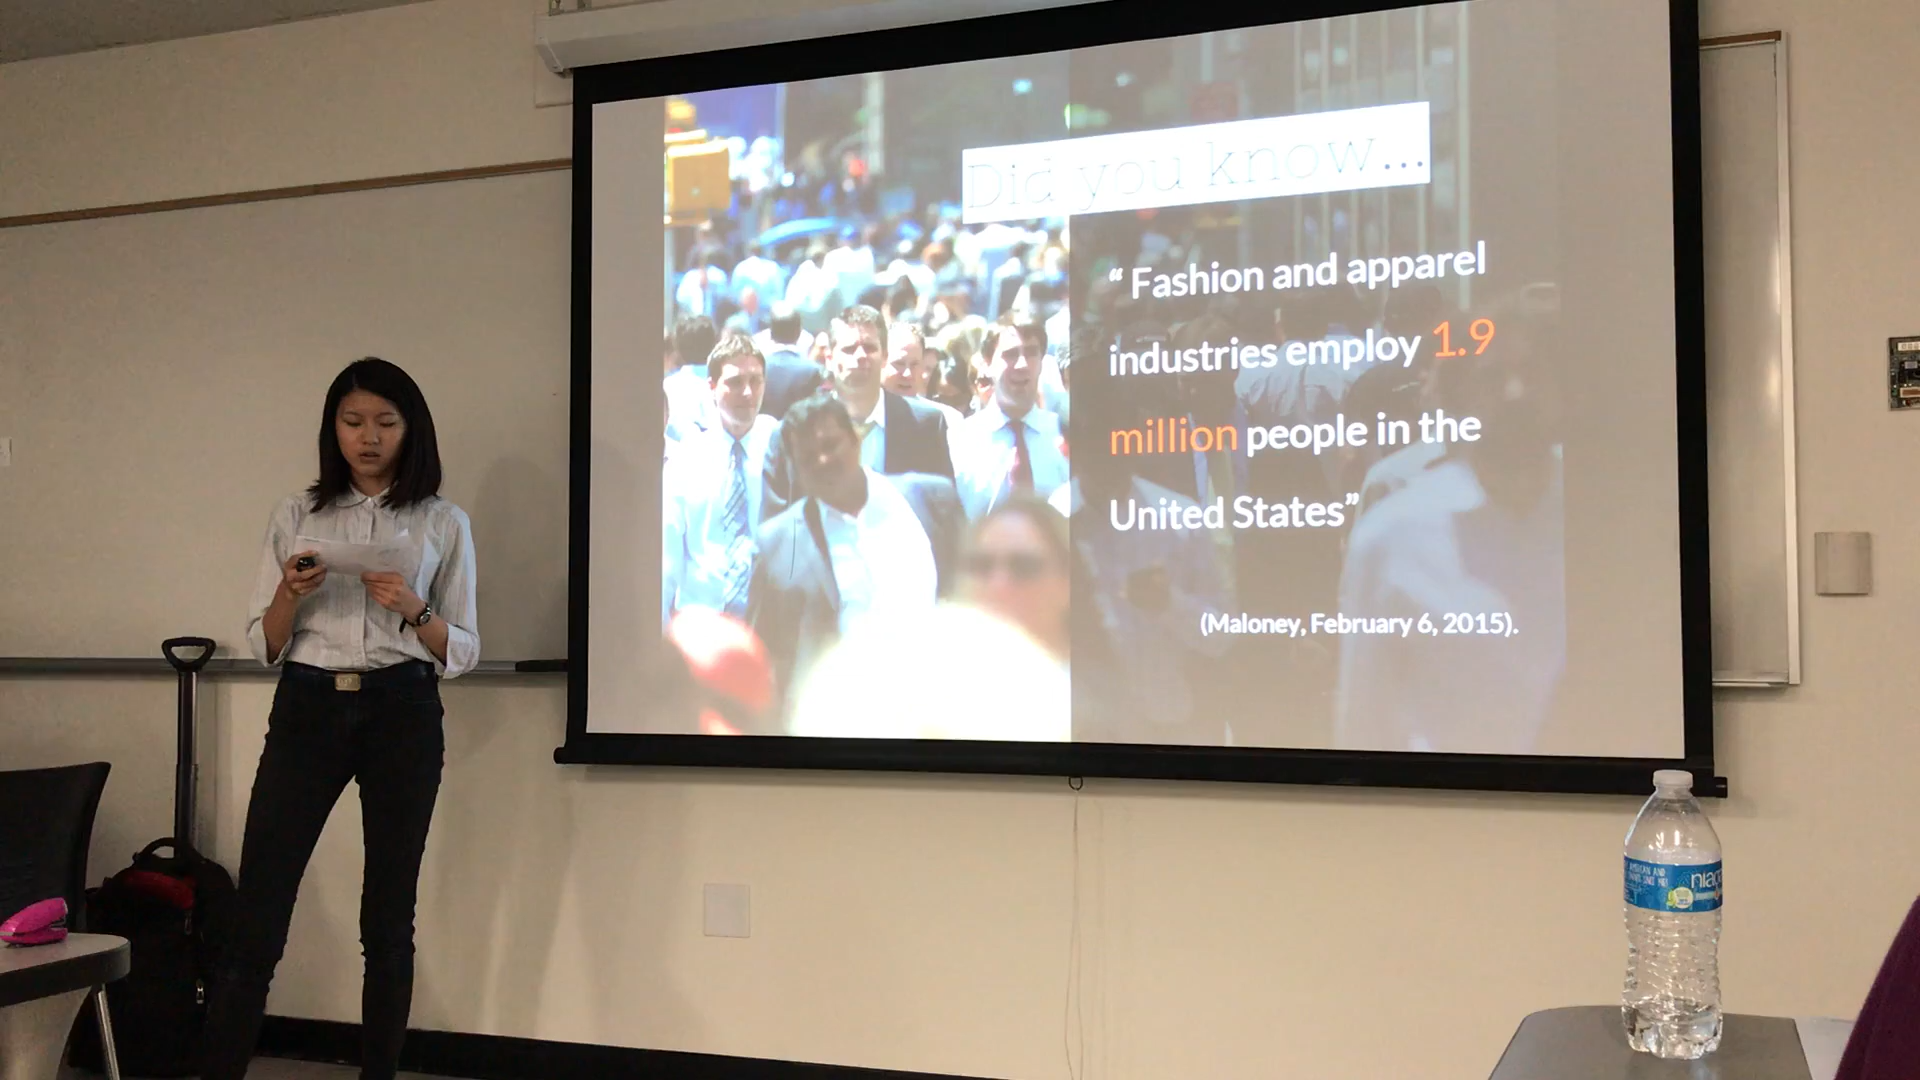 Did you know...
“ Fashion and apparel
industries employ 1.9
million people in the
United States”
(Maloney, February 6, 2015).